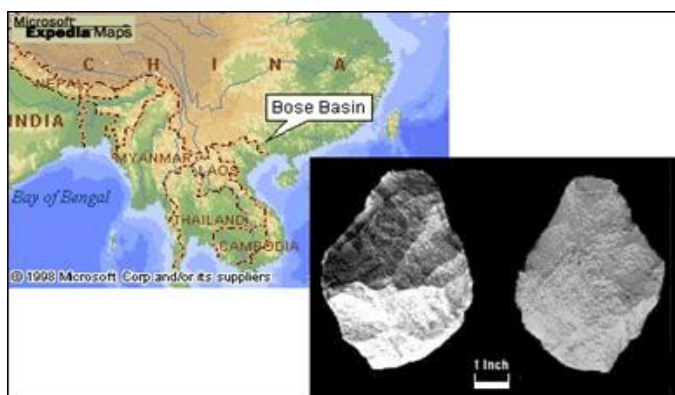 Microsoft
Expedia Maps
C H I N A
NEPAL
Bose Basin
INDIA
MYANMAR
LAOS
Bay of Bengal
THAILAND
CAMBODIA
© 1998 Microsoft Corp and/or its suppliers
1 Inch